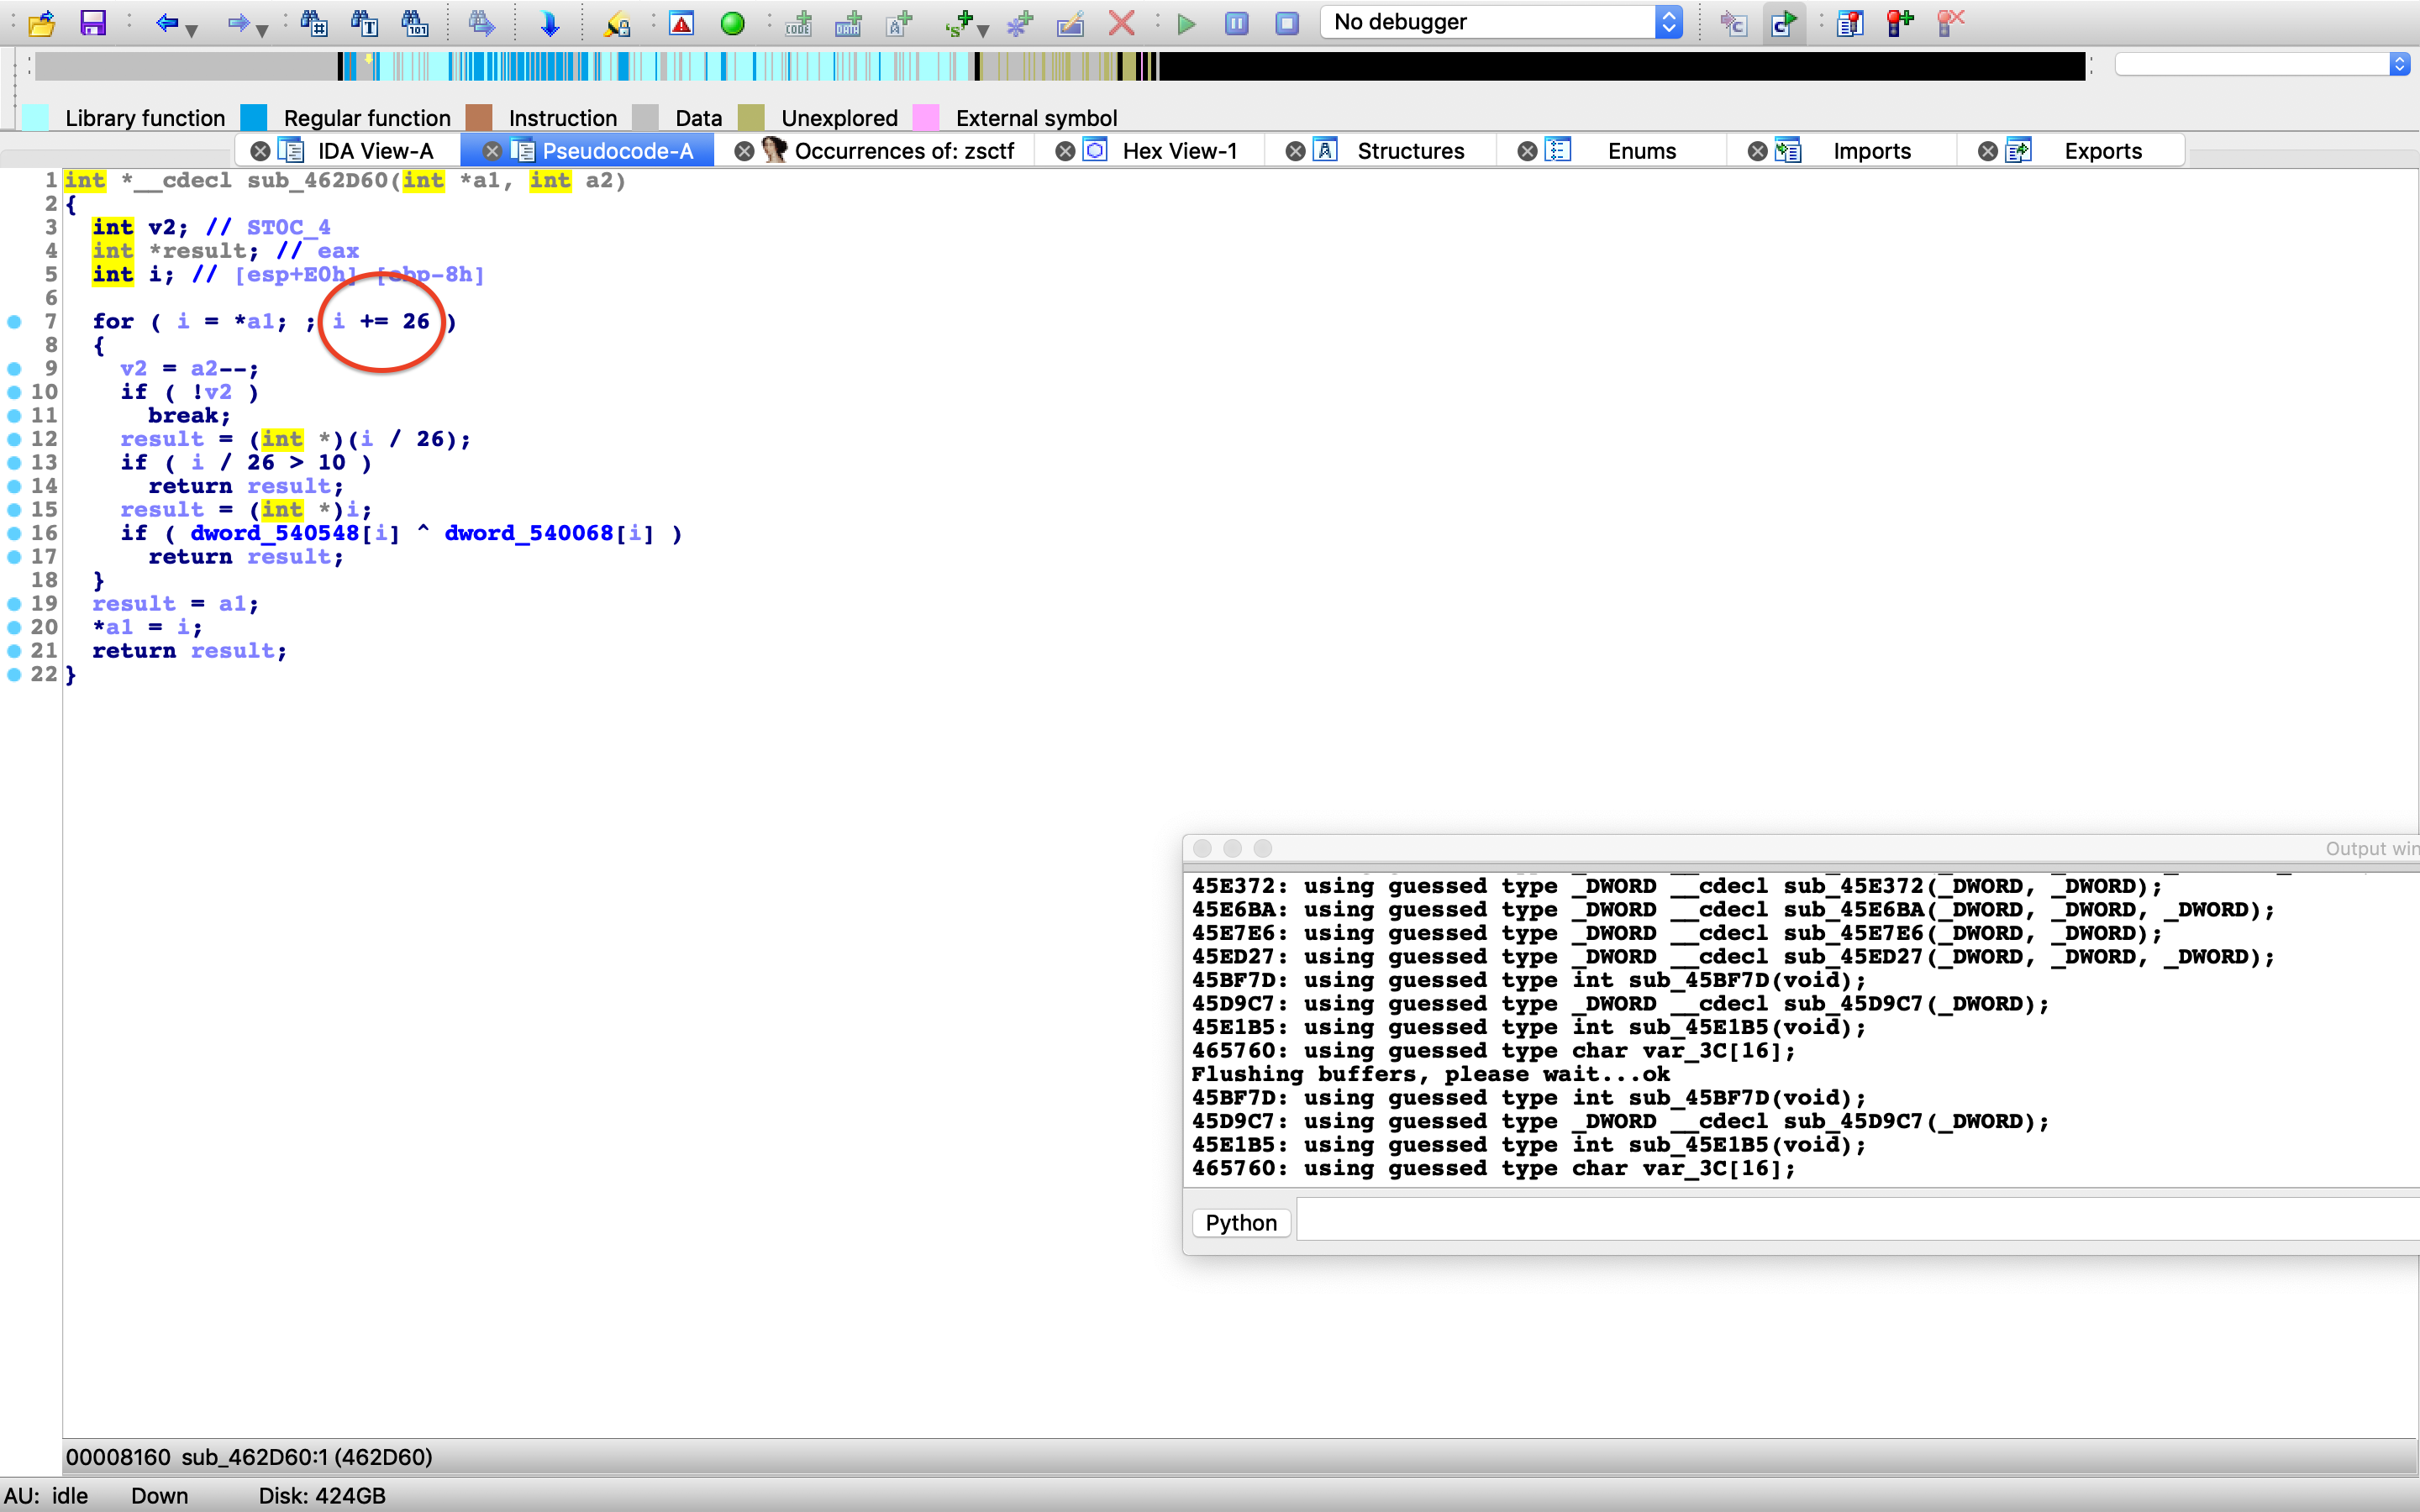 No debugger
Library function Regular function Instruction Data Unexplored External symbol
IDA View-A Pseudocode-A Occurrences of: zsctf Hex View-1 Structures Enums Imports Exports
1 int *__cdecl sub_462D60(int *a1, int a2)
2 {
3 int v2; // ST0C_4
4 int *result; // eax
5 int i; // [esp+E0h] [ebp-8h]
6
7 for ( i = *a1; ; i += 26 )
8 {
9 v2 = a2--;
10 if ( !v2 )
11 break;
12 result = (int *)(i / 26);
13 if ( i / 26 > 10 )
14 return result;
15 result = (int *)i;
16 if ( dword_540548[i] ^ dword_540068[i] )
17 return result;
18 }
19 result = a1;
20 *a1 = i;
21 return result;
22 }
Output win
45E372: using guessed type _DWORD __cdecl sub_45E372(_DWORD, _DWORD);
45E6BA: using guessed type _DWORD __cdecl sub_45E6BA(_DWORD, _DWORD, _DWORD);
45E7E6: using guessed type _DWORD __cdecl sub_45E7E6(_DWORD, _DWORD);
45ED27: using guessed type _DWORD __cdecl sub_45ED27(_DWORD, _DWORD, _DWORD);
45BF7D: using guessed type int sub_45BF7D(void);
45D9C7: using guessed type _DWORD __cdecl sub_45D9C7(_DWORD);
45E1B5: using guessed type int sub_45E1B5(void);
465760: using guessed type char var_3C[16];
Flushing buffers, please wait...ok
45BF7D: using guessed type int sub_45BF7D(void);
45D9C7: using guessed type _DWORD __cdecl sub_45D9C7(_DWORD);
45E1B5: using guessed type int sub_45E1B5(void);
465760: using guessed type char var_3C[16];
Python
00008160 sub_462D60:1 (462D60)
AU: idle Down Disk: 424GB